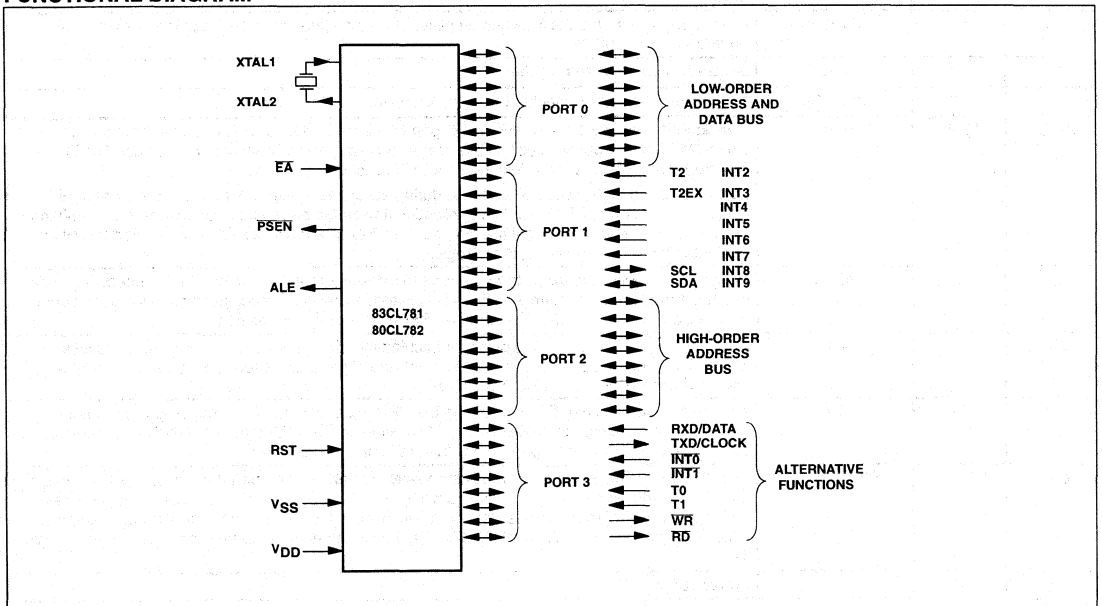 XTAL1
XTAL2
EA
PSEN
ALE
RST
VSS
VDD
83CL781
80CL782
PORT 0
PORT 1
PORT 2
PORT 3
LOW-ORDER
ADDRESS AND
DATA BUS
T2 INT2
T2EX INT3
INT4
INT5
INT6
INT7
SCL INT8
SDA INT9
HIGH-ORDER
ADDRESS
BUS
RXD/DATA
TXD/CLOCK
INT0
INT1
T0
T1
WR
RD
ALTERNATIVE
FUNCTIONS